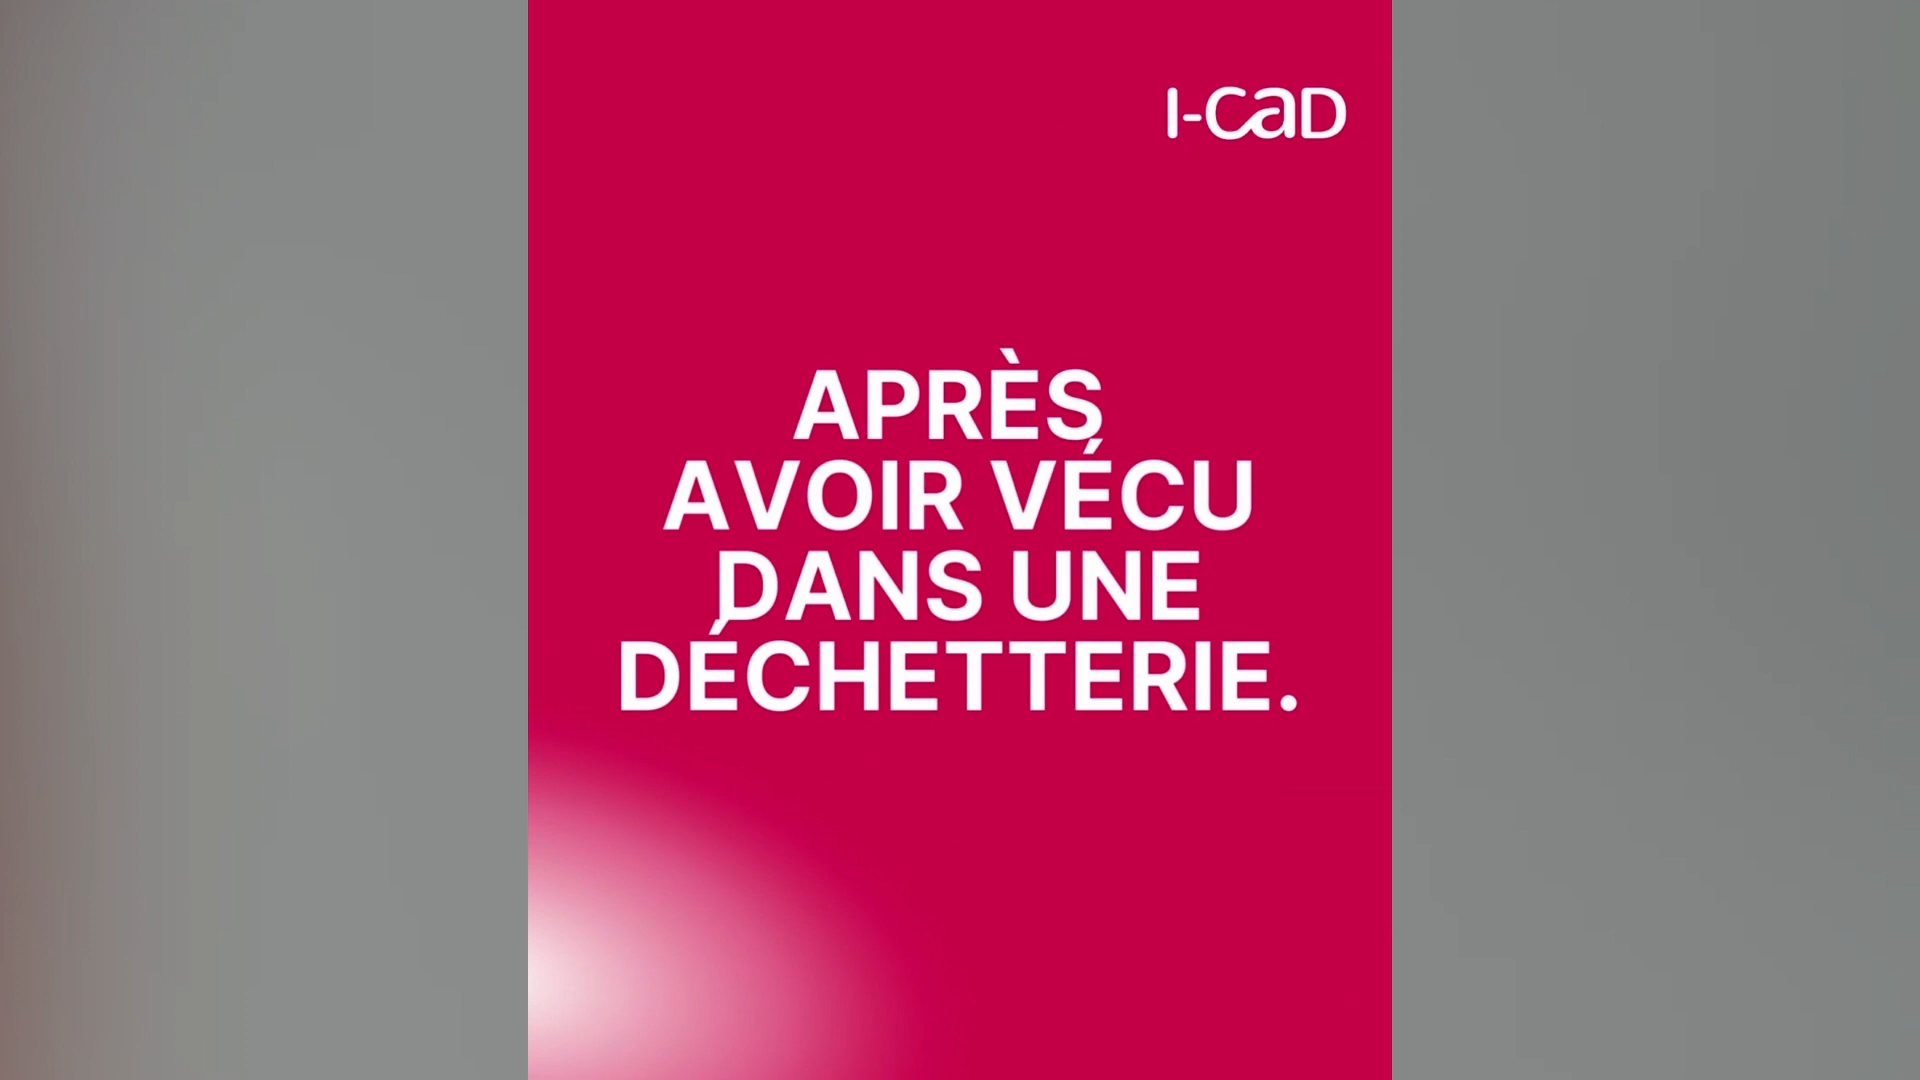 I-CAD
APRÈS
AVOIR VÉCU
DANS UNE
DÉCHETTERIE.